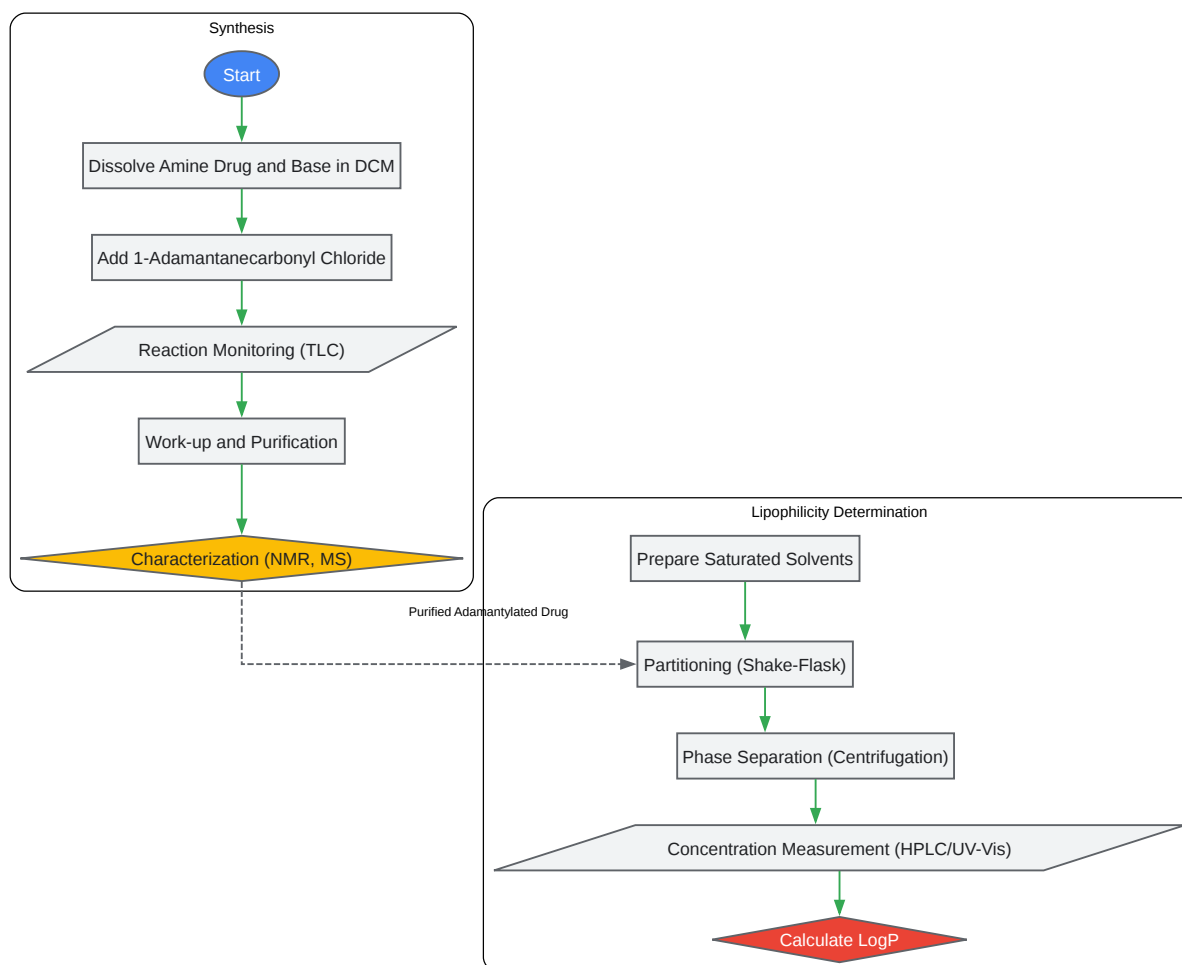 Synthesis
Start
Dissolve Amine Drug and Base in DCM
Add 1-Adamantanecarbonyl Chloride
Reaction Monitoring (TLC)
Work-up and Purification
Characterization (NMR, MS)
Purified Adamantylated Drug
Lipophilicity Determination
Prepare Saturated Solvents
Partitioning (Shake-Flask)
Phase Separation (Centrifugation)
Concentration Measurement (HPLC/UV-Vis)
Calculate LogP